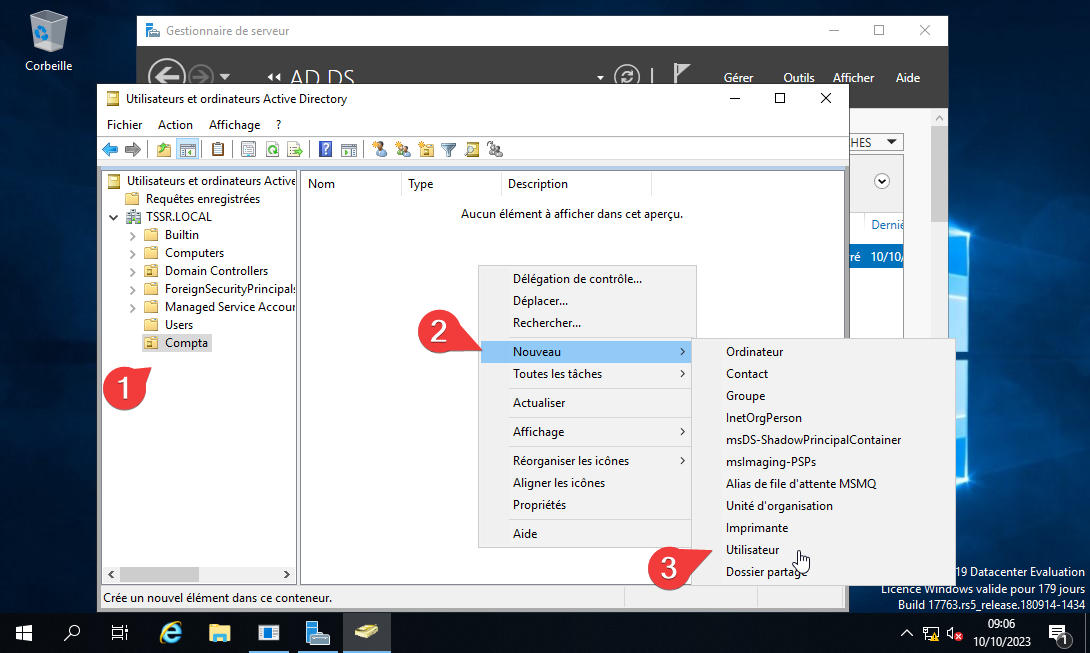 Corbeille
Gestionnaire de serveur
AD DS
Gérer Outils Afficher Aide
Utilisateurs et ordinateurs Active Directory
Fichier Action Affichage ?
HES
Utilisateurs et ordinateurs Active
Requêtes enregistrées
TSSR.LOCAL
Builtin
Computers
Domain Controllers
ForeignSecurityPrincipals
Managed Service Accour
Users
Compta
1
Nom Type Description
Aucun élément à afficher dans cet aperçu.
Derniè
ré 10/10/
Délégation de contrôle...
Déplacer...
Rechercher...
2
Nouveau
Toutes les tâches
Actualiser
Affichage
Réorganiser les icônes
Aligner les icônes
Propriétés
Aide
Ordinateur
Contact
Groupe
InetOrgPerson
msDS-ShadowPrincipalContainer
msImaging-PSPs
Alias de file d'attente MSMQ
Unité d'organisation
Imprimante
Utilisateur
3
Dossier partagé
Crée un nouvel élément dans ce conteneur.
19 Datacenter Evaluation
Licence Windows valide pour 179 jours
Build 17763.rs5_release.180914-1434
09:06
10/10/2023
1